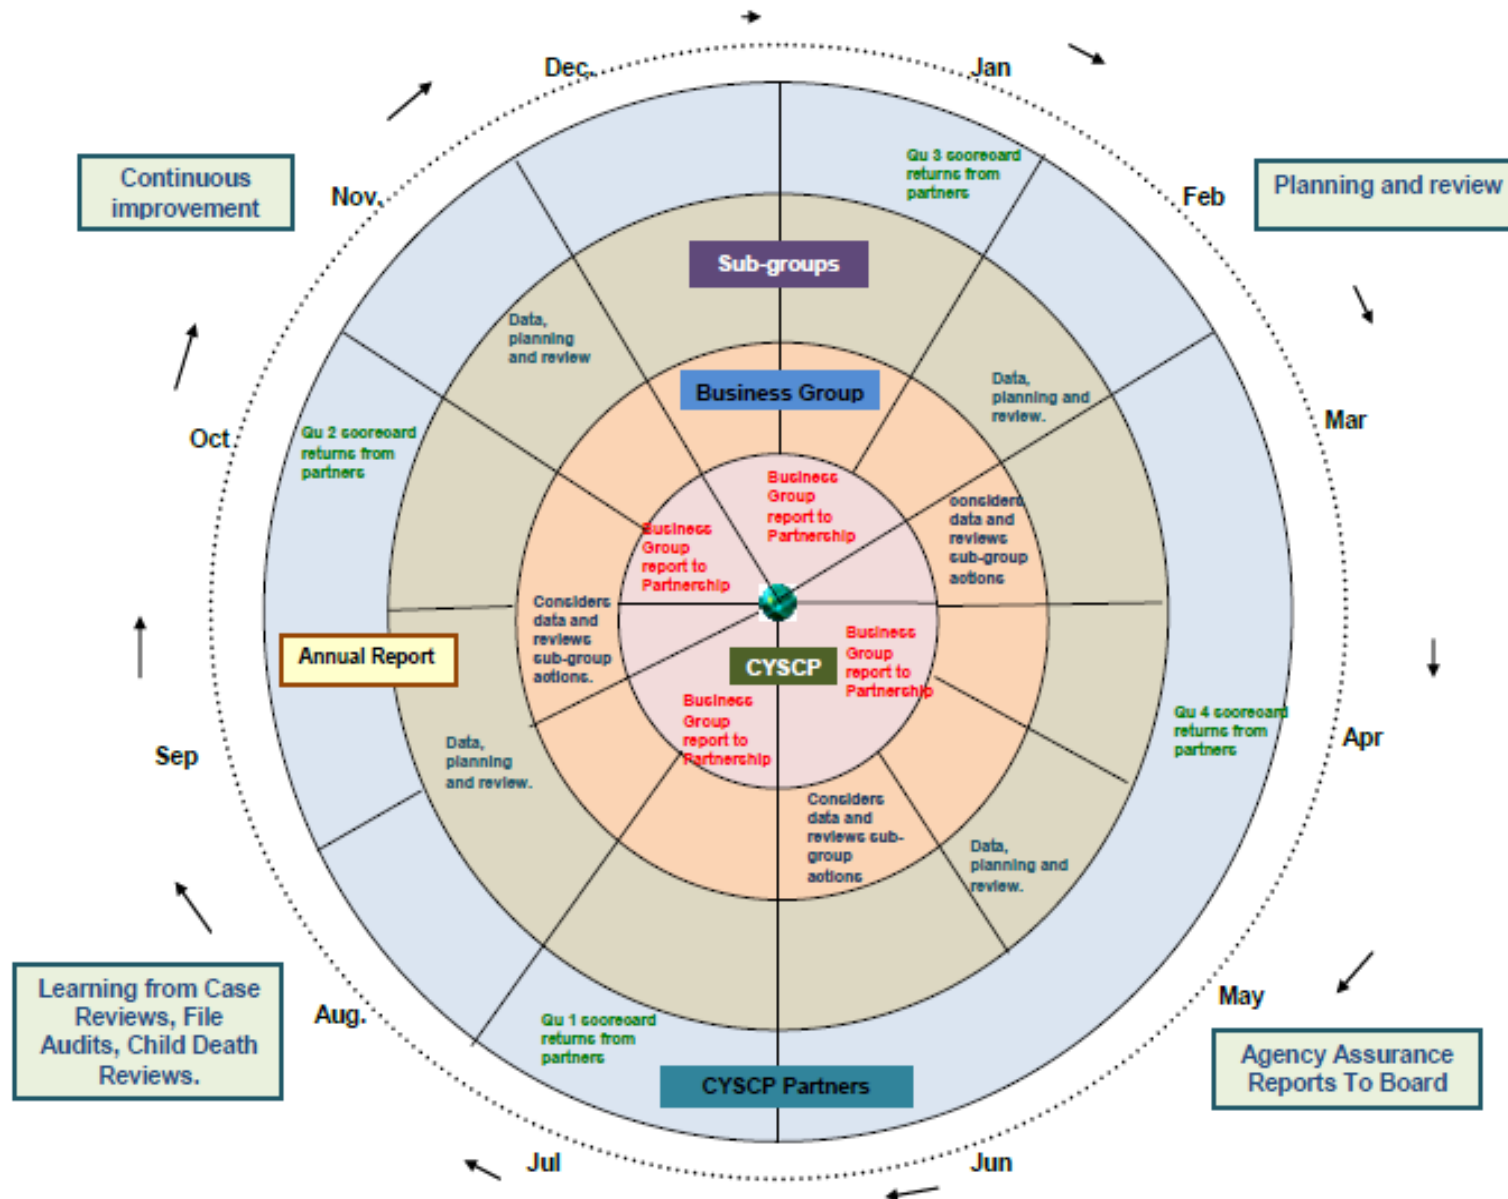 Dec.
Jan
Continuous
improvement
Nov.
Qu 3 scorecard
returns from
partners
Feb
Planning and review
Sub-groups
Data,
planning
and review
Business Group
Data,
planning and
review.
Mar
Oct.
Qu 2 scorecard
returns from
partners
Business
Group
report to
Partnership
Business
Group
report to
Partnership
considers
data and
reviews
sub-group
actions
Considers
data and
reviews
sub-group
actions.
Annual Report
CYSCP
Business
Group
report to
Partnership
Business
Group
report to
Partnership
Qu 4 scorecard
returns from
partners
Apr
Sep
Data,
planning
and review.
Considers
data and
reviews sub-
group
actions
Data,
planning and
review.
May
Learning from Case
Reviews, File
Audits, Child Death
Reviews.
Aug.
Qu 1 scorecard
returns from
partners
CYSCP Partners
Agency Assurance
Reports To Board
Jul
Jun